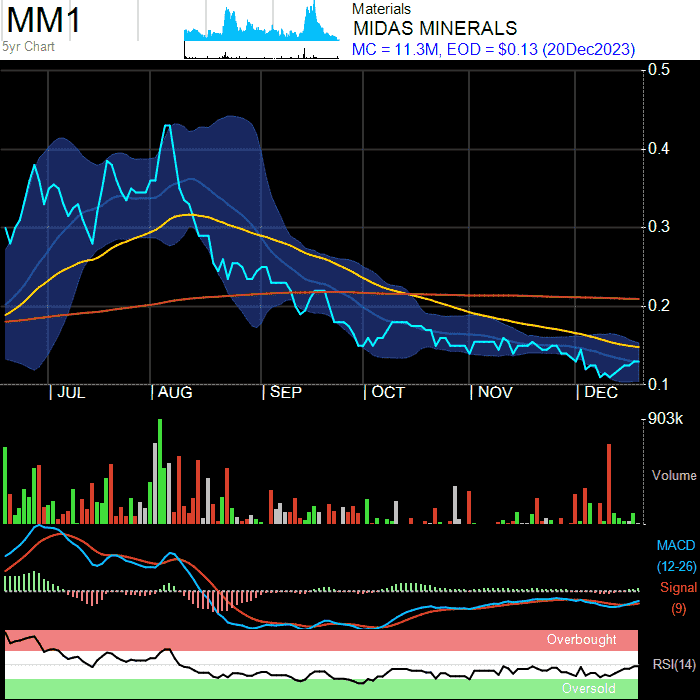 MM1
5yr Chart
Materials
MIDAS MINERALS
MC = 11.3M, EOD = $0.13 (20Dec2023)
0.5
0.4
0.3
0.2
0.1
| JUL | AUG | SEP | OCT | NOV | DEC
903k
Volume
MACD
(12-26)
Signal
(9)
Overbought
RSI(14)
Oversold